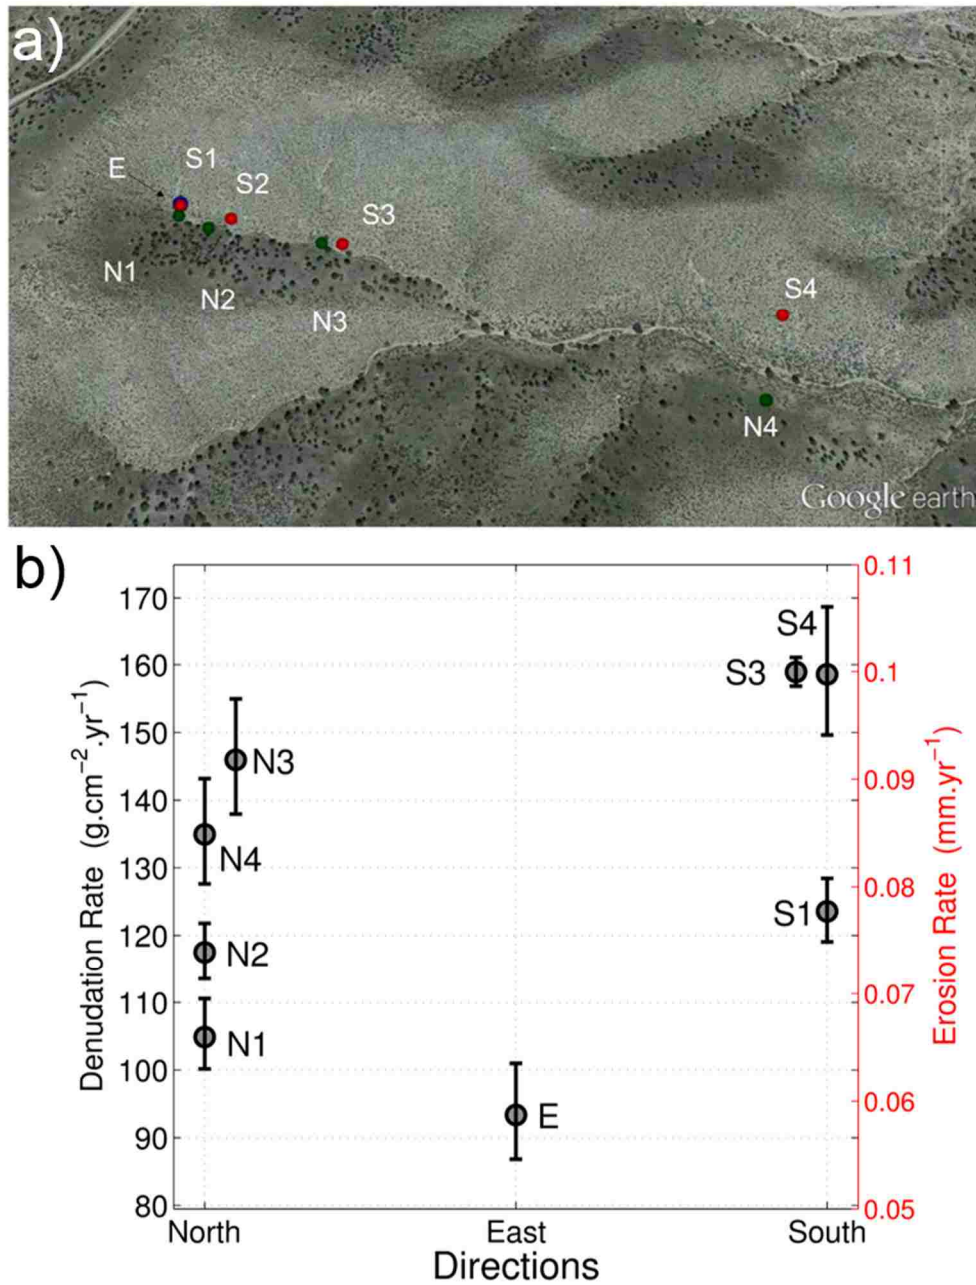 a)
S1
E
S2
S3
N1
N2
N3
S4
N4
Google earth
b)
Denudation Rate (g.cm⁻².yr⁻¹)
170
160
150
140
130
120
110
100
90
80
N3
N4
N2
N1
E
S4
S3
S1
0.11
0.1
0.09
0.08
0.07
0.06
0.05
Erosion Rate (mm.yr⁻¹)
North East South
Directions